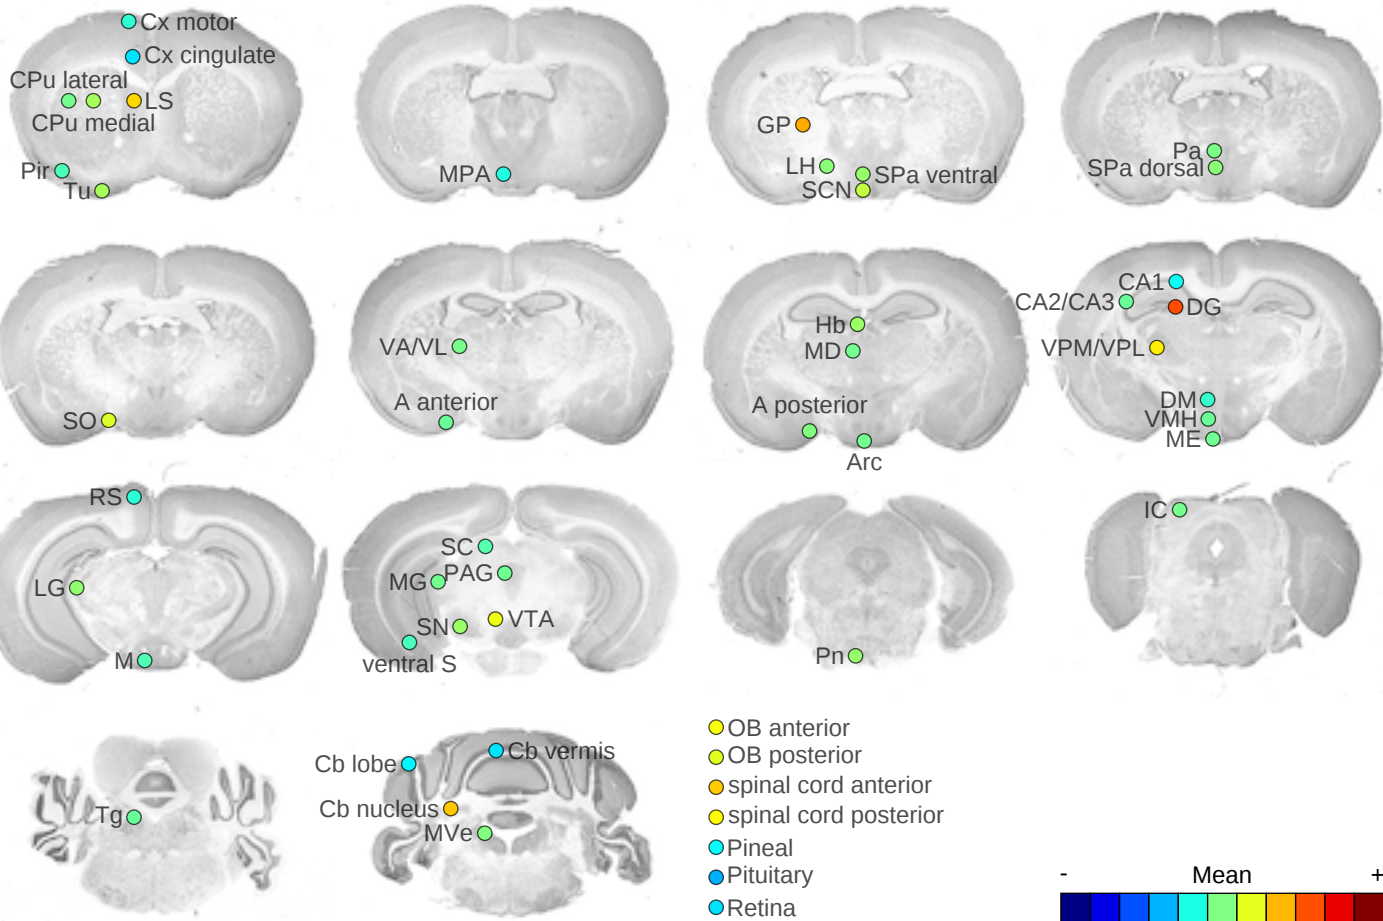 Cx motor
Cx cingulate
CPu lateral
LS
CPu medial
Pir
Tu
MPA
GP
LH
SPa ventral
SCN
Pa
SPa dorsal
SO
VA/VL
A anterior
Hb
MD
A posterior
Arc
CA1
CA2/CA3
DG
VPM/VPL
DM
VMH
ME
RS
LG
M
SC
MG
PAG
SN
VTA
ventral S
Pn
IC
Tg
Cb lobe
Cb vermis
Cb nucleus
MVe
OB anterior
OB posterior
spinal cord anterior
spinal cord posterior
Pineal
Pituitary
Retina
- Mean +